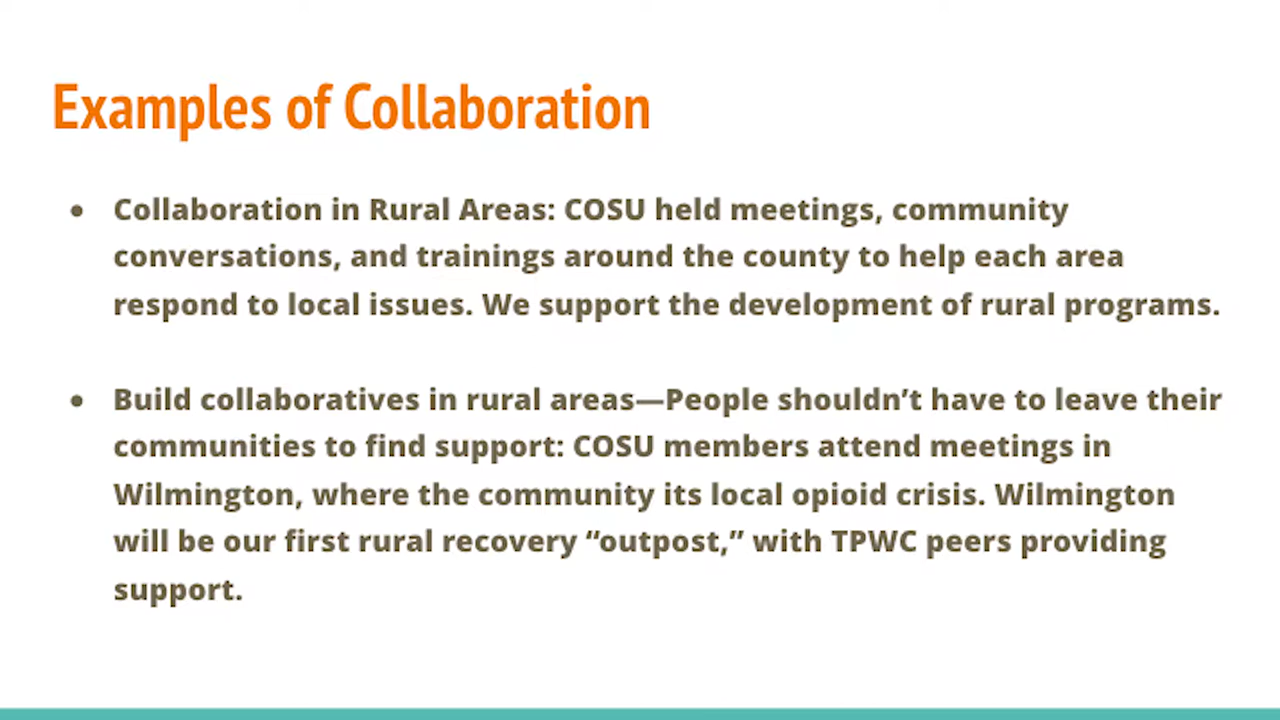 Examples of Collaboration
• Collaboration in Rural Areas: COSU held meetings, community
conversations, and trainings around the county to help each area
respond to local issues. We support the development of rural programs.
• Build collaboratives in rural areas—People shouldn’t have to leave their
communities to find support: COSU members attend meetings in
Wilmington, where the community its local opioid crisis. Wilmington
will be our first rural recovery “outpost,” with TPWC peers providing
support.